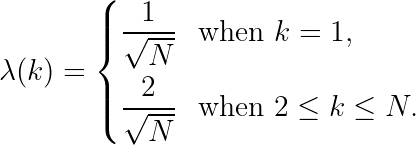 λ(k) = { 1/√N when k = 1,
2/√N when 2 ≤ k ≤ N.